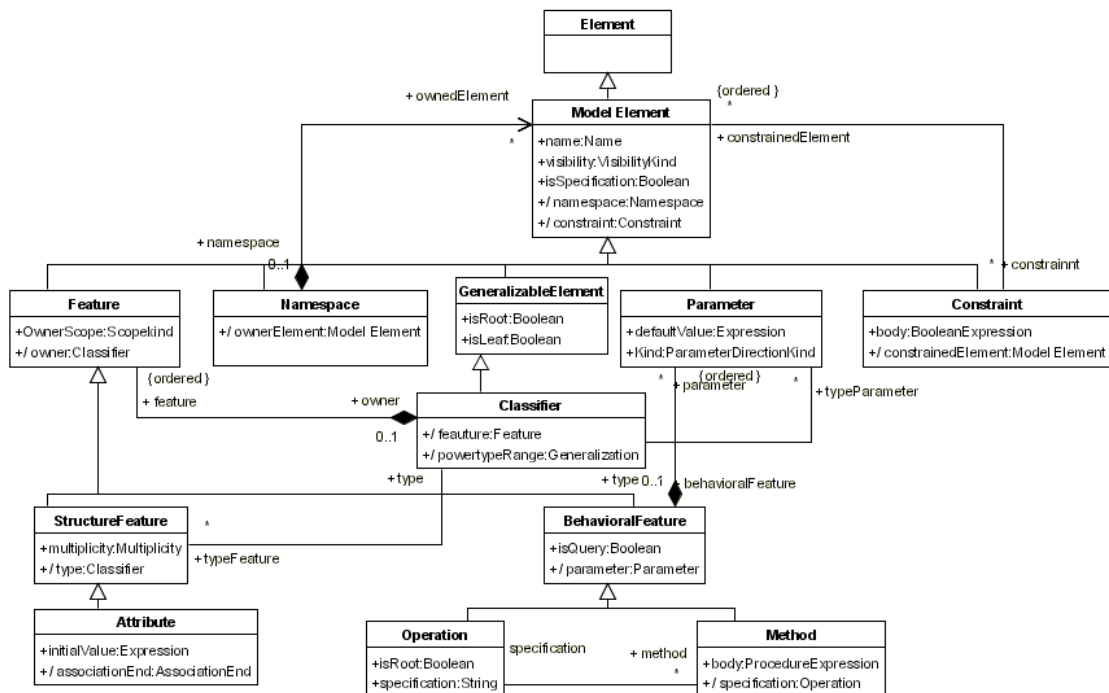 Element
+ ownedElement
{ordered }
*
Model Element
*
+ constrainedElement
+name:Name
+visibility:VisibilityKind
+isSpecification:Boolean
+/ namespace:Namespace
+/ constraint:Constraint
+ namespace
0..1
* + constrainnt
Feature
+OwnerScope:Scopekind
+/ owner:Classifier
Namespace
+/ ownerElement:Model Element
GeneralizableElement
+isRoot:Boolean
+isLeaf:Boolean
Parameter
+defaultValue:Expression
+Kind:ParameterDirectionKind
Constraint
+body:BooleanExpression
+/ constrainedElement:Model Element
{ordered }
+ feature
+ owner
0..1
* {ordered } *
+ parameter
+typeParameter
Classifier
+/ feauture:Feature
+/ powertypeRange:Generalization
+ type
+ type 0..1 + behavioralFeature
StructureFeature
+multiplicity:Multiplicity
+/ type:Classifier
*
+typeFeature
BehavioralFeature
+isQuery:Boolean
+/ parameter:Parameter
Attribute
+initialValue:Expression
+/ associationEnd:AssociationEnd
Operation
+isRoot:Boolean
+specification:String
specification
+ method
*
Method
+body:ProcedureExpression
+/ specification:Operation